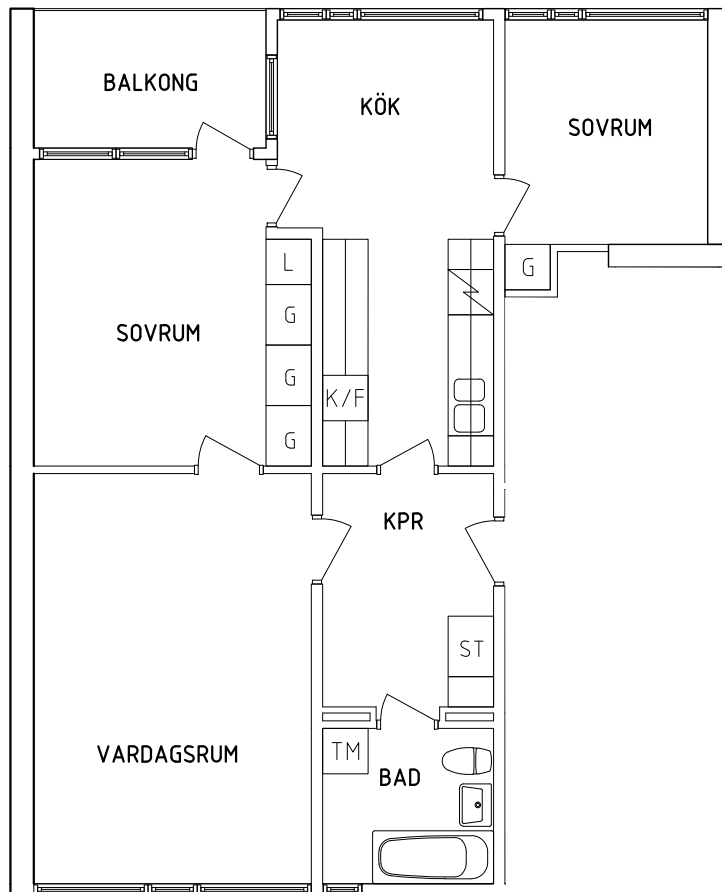 BALKONG
KÖK
SOVRUM
L
G
G
SOVRUM
G
G
K/F
KPR
ST
VARDAGSRUM
TM
BAD